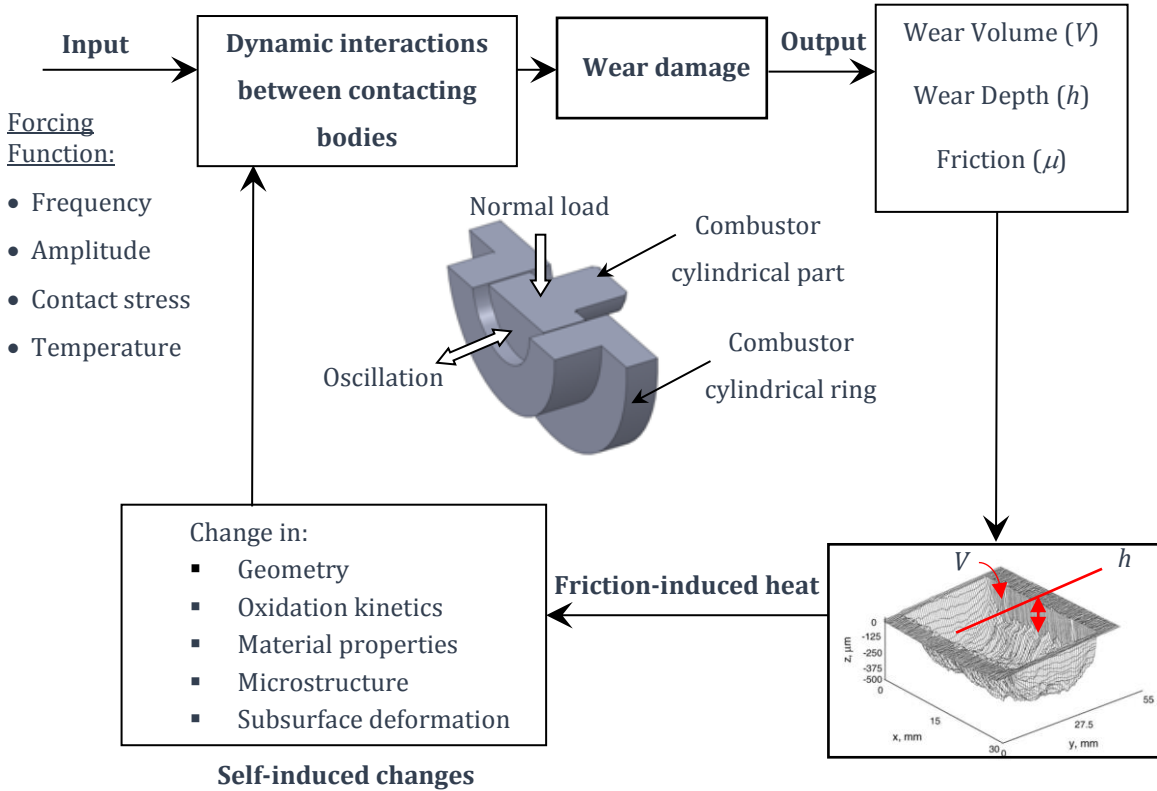 Input
Dynamic interactions
between contacting
bodies
Wear damage
Output
Wear Volume (V)
Wear Depth (h)
Friction (μ)
Forcing
Function:
• Frequency
• Amplitude
• Contact stress
• Temperature
Normal load
Combustor
cylindrical part
Oscillation
Combustor
cylindrical ring
Change in:
▪ Geometry
▪ Oxidation kinetics
▪ Material properties
▪ Microstructure
▪ Subsurface deformation
Self-induced changes
Friction-induced heat
V
h
z, μm
0
-125
-250
-375
-500
0
15
30
x, mm
0
27.5
55
y, mm